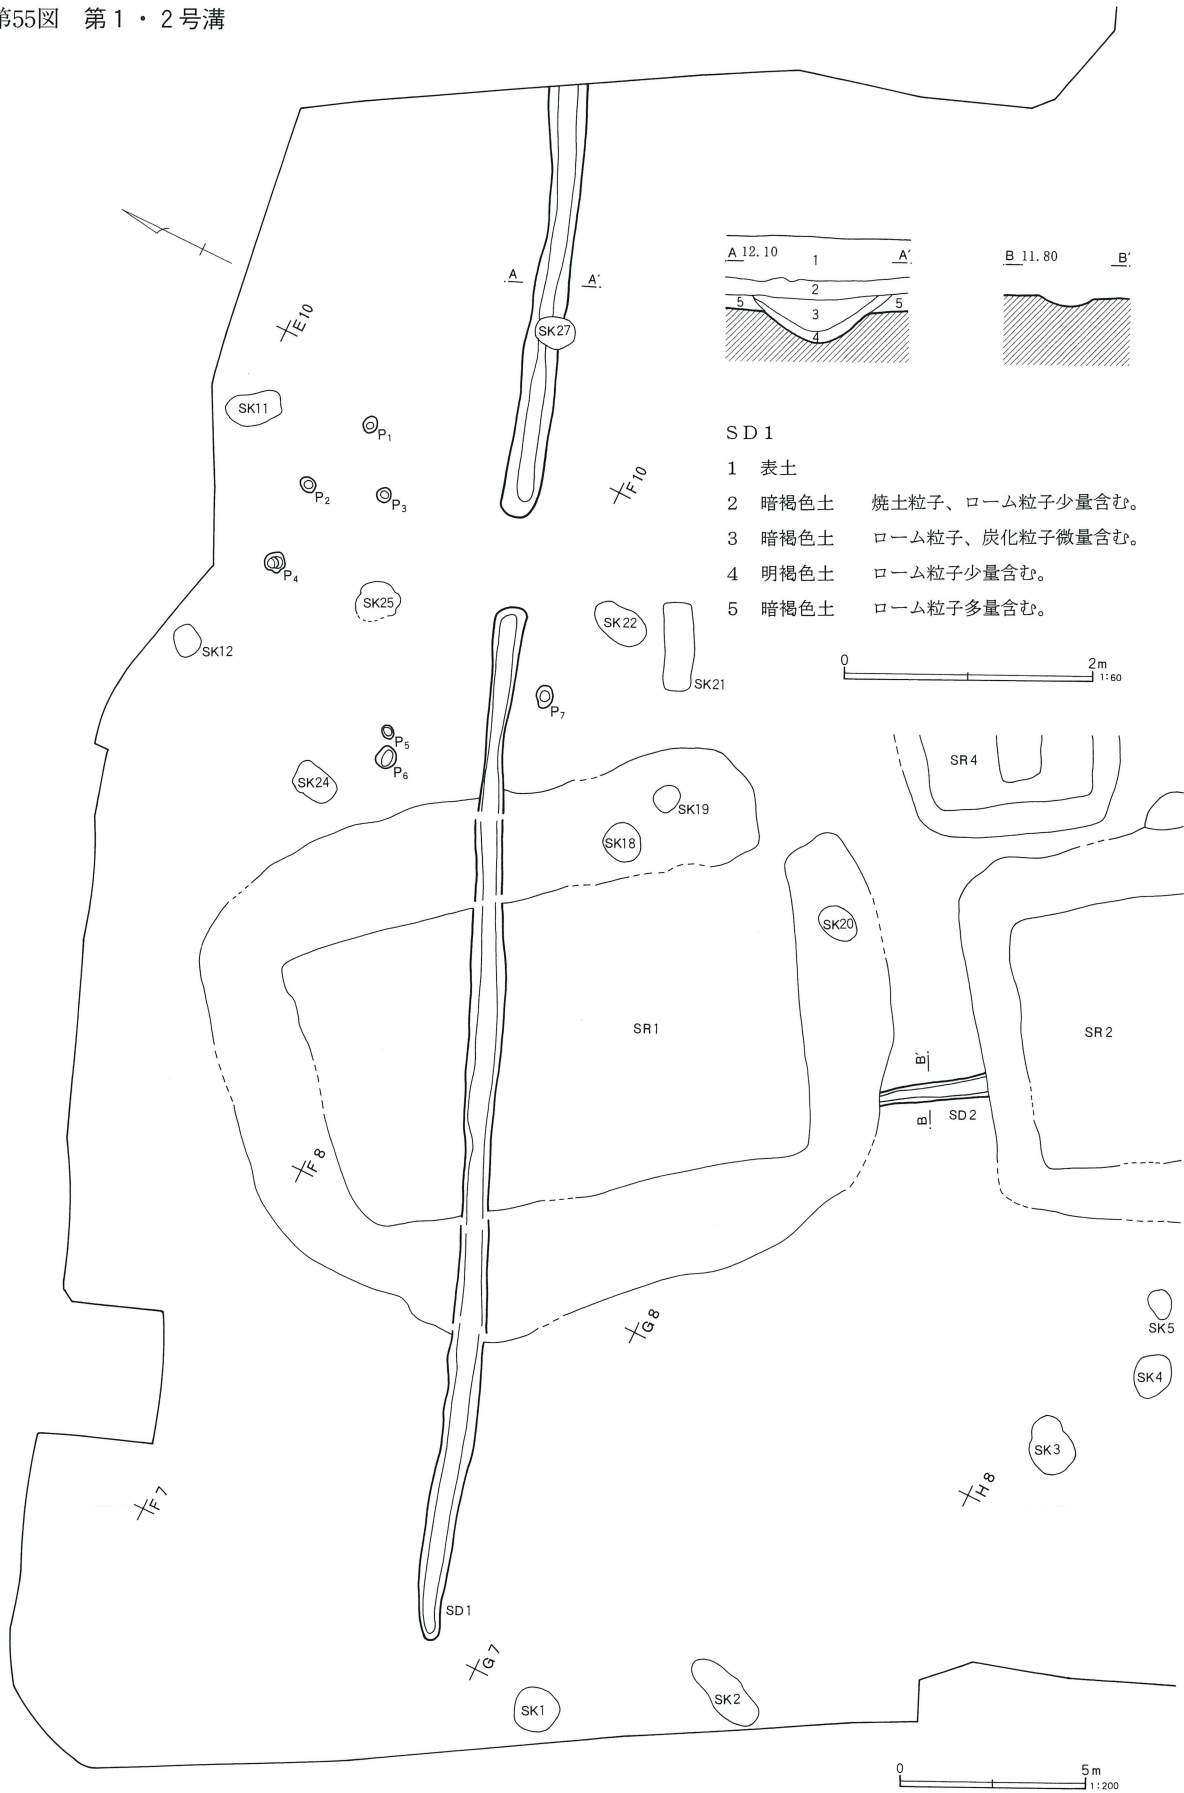 第55図 第1・2号溝
A 12.10 A′
1
2
3
4
5 5
B 11.80 B′
A A′
E10
SK27
SK11
P1
P2
P3
F10
P4
SK25
SK12
SK22
SK21
P7
P5
P6
SK24
SD1
1 表土
2 暗褐色土 焼土粒子、ローム粒子少量含む。
3 暗褐色土 ローム粒子、炭化粒子微量含む。
4 明褐色土 ローム粒子少量含む。
5 暗褐色土 ローム粒子多量含む。
0 2m
1:60
SR4
SK19
SK18
SK20
SR1
SR2
B′
B
SD2
F8
G8
SK5
SK4
SK3
H8
F7
SD1
G7
SK1
SK2
0 5m
1:200